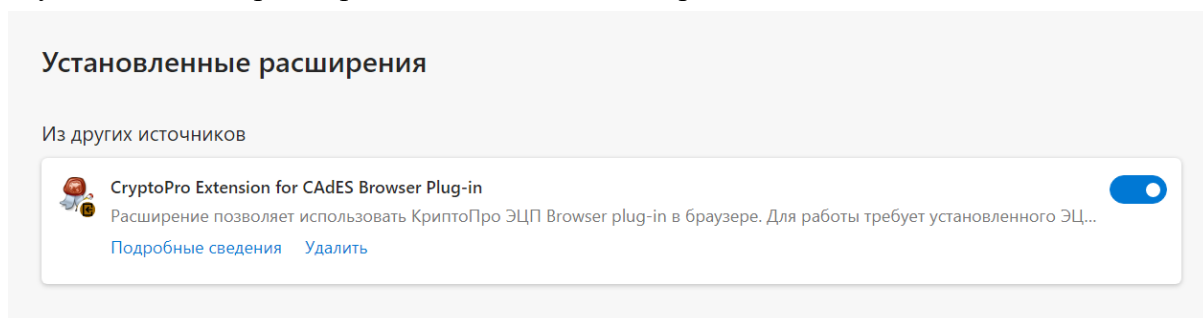 Установленные расширения
Из других источников
CryptoPro Extension for CAdES Browser Plug-in
Расширение позволяет использовать КриптоПро ЭЦП Browser plug-in в браузере. Для работы требует установленного ЭЦ...
Подробные сведения Удалить